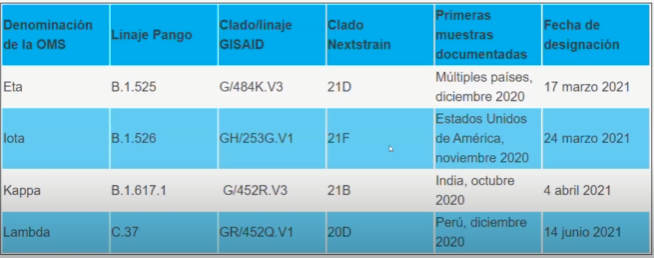 Denominación de la OMS	Linaje Pango	Clado/linaje GISAID	Clado Nextstrain	Primeras muestras documentadas	Fecha de designación
Eta	B.1.525	G/484K.V3	21D	Múltiples países, diciembre 2020	17 marzo 2021
Iota	B.1.526	GH/253G.V1	21F	Estados Unidos de América, noviembre 2020	24 marzo 2021
Kappa	B.1.617.1	G/452R.V3	21B	India, octubre 2020	4 abril 2021
Lambda	C.37	GR/452Q.V1	20D	Perú, diciembre 2020	14 junio 2021